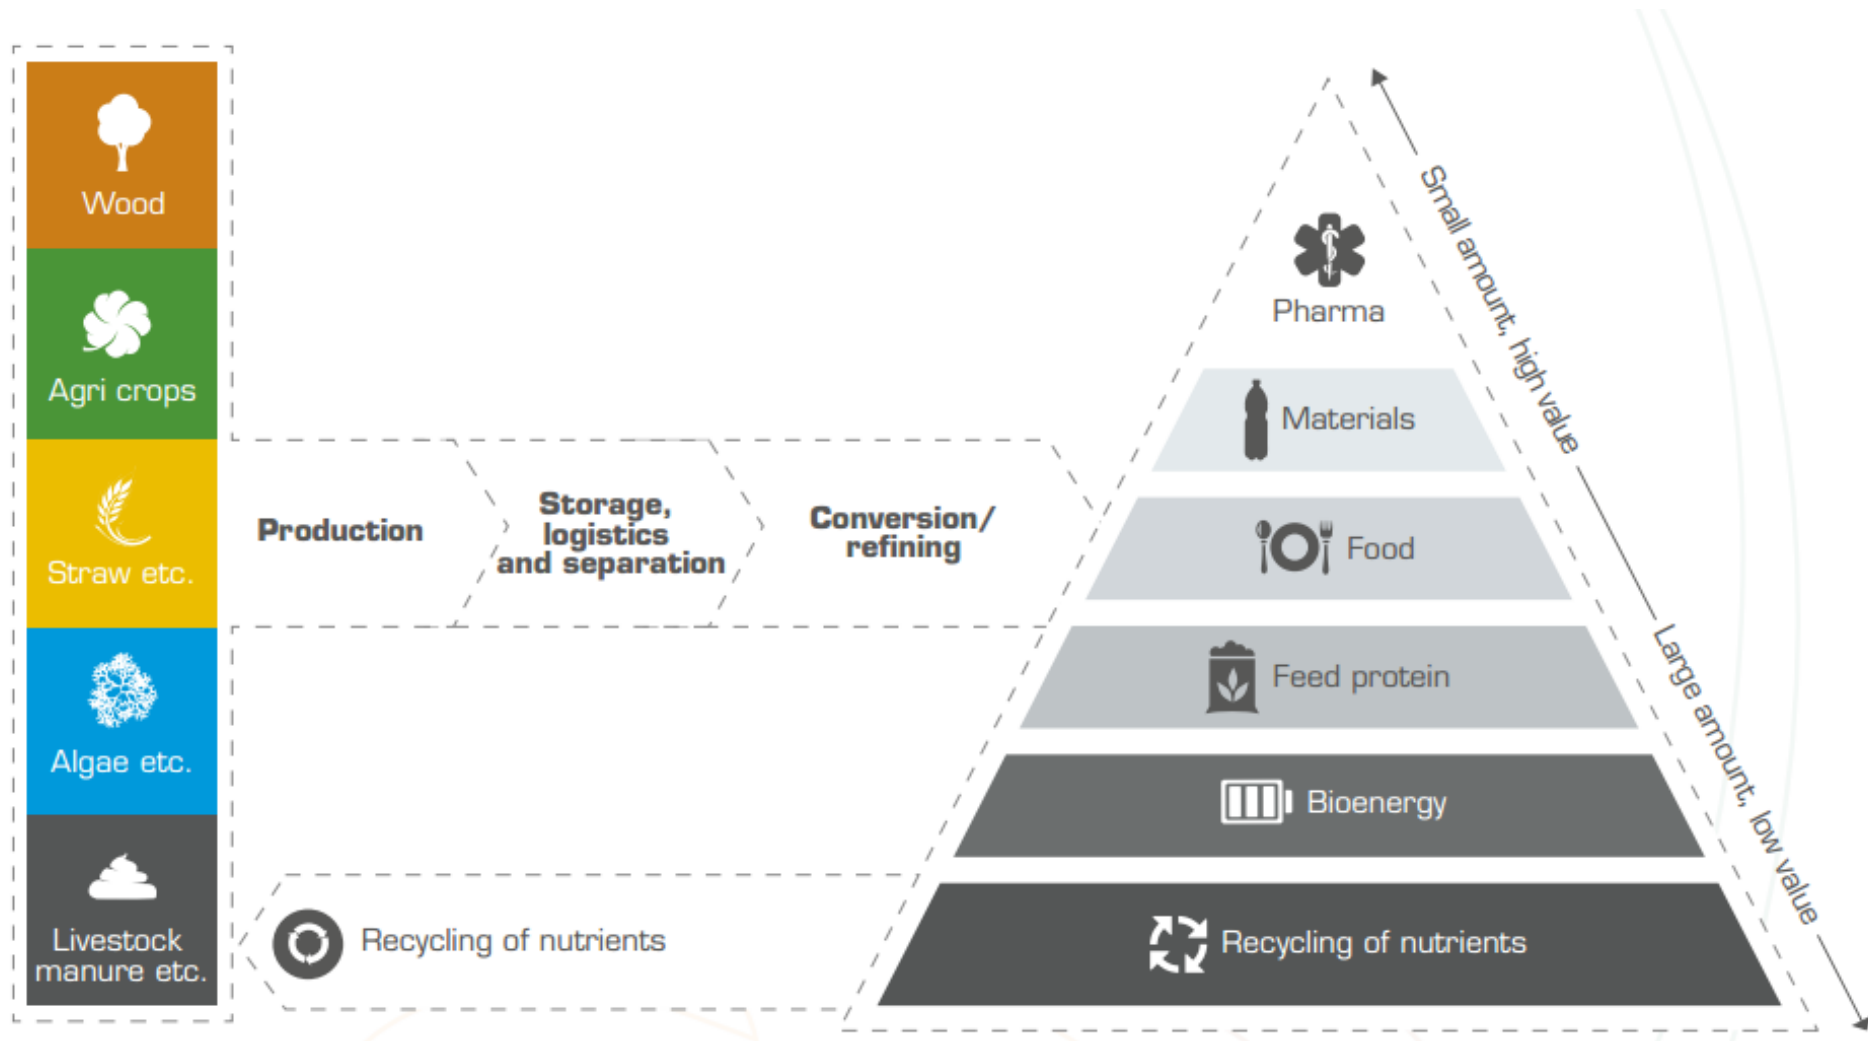 Wood
Agri crops
Straw etc.
Algae etc.
Livestock
manure etc.
Production
Storage,
logistics
and separation
Conversion/
refining
Recycling of nutrients
Pharma
Materials
Food
Feed protein
Bioenergy
Recycling of nutrients
Small amount, high value
Large amount, low value